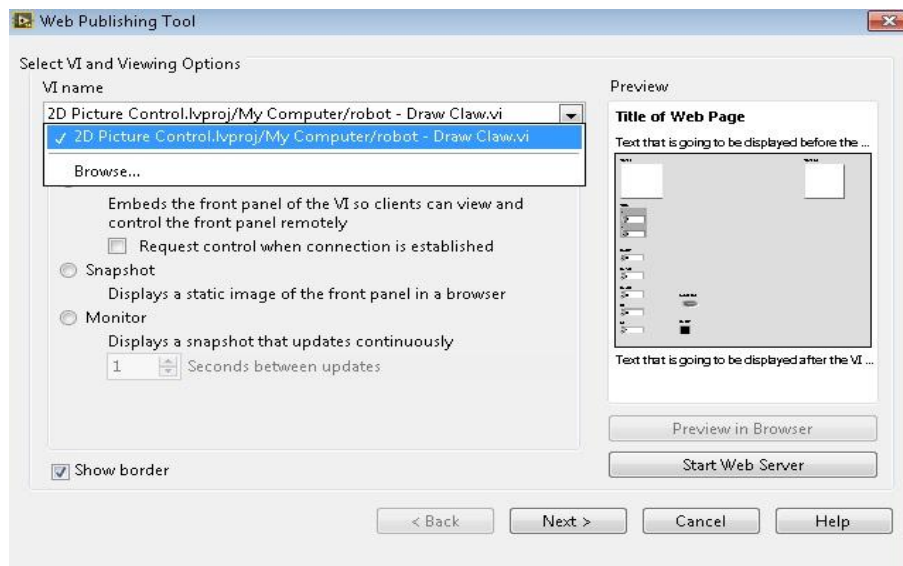 Web Publishing Tool
Select VI and Viewing Options
VI name
2D Picture Control.lvproj/My Computer/robot - Draw Claw.vi
2D Picture Control.lvproj/My Computer/robot - Draw Claw.vi
Browse...
Embeds the front panel of the VI so clients can view and
control the front panel remotely
Request control when connection is established
Snapshot
Displays a static image of the front panel in a browser
Monitor
Displays a snapshot that updates continuously
1 Seconds between updates
Show border
Preview
Title of Web Page
Text that is going to be displayed before the ...
Text that is going to be displayed after the VI ...
Preview in Browser
Start Web Server
< Back Next > Cancel Help